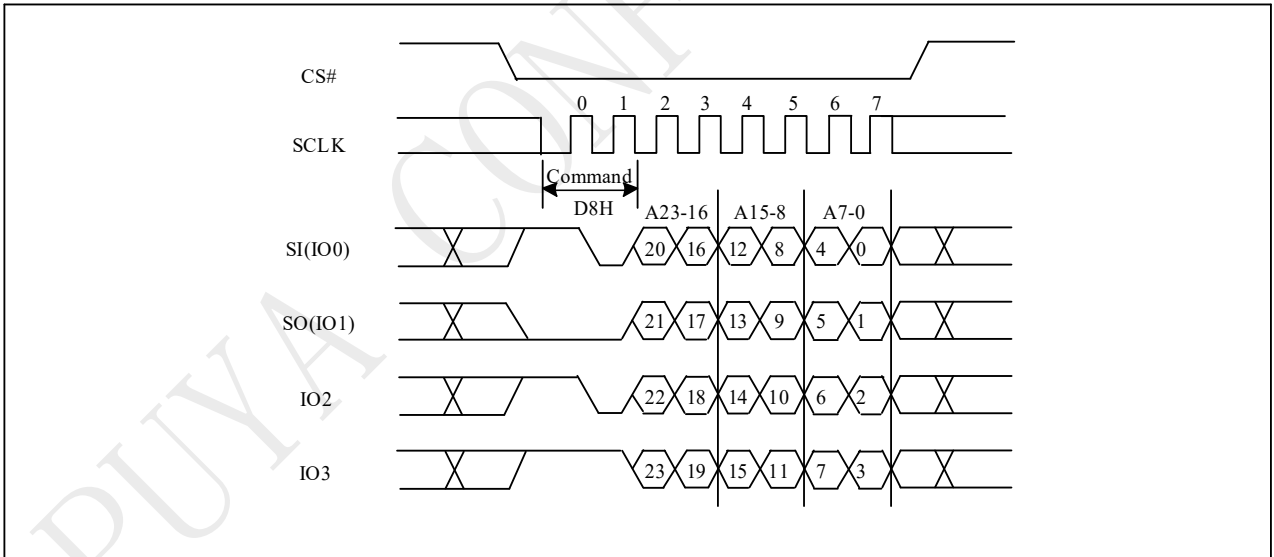 CS#
0 1 2 3 4 5 6 7
SCLK
Command
D8H
A23-16 A15-8 A7-0
SI(IO0) 20 16 12 8 4 0
SO(IO1) 21 17 13 9 5 1
IO2 22 18 14 10 6 2
IO3 23 19 15 11 7 3